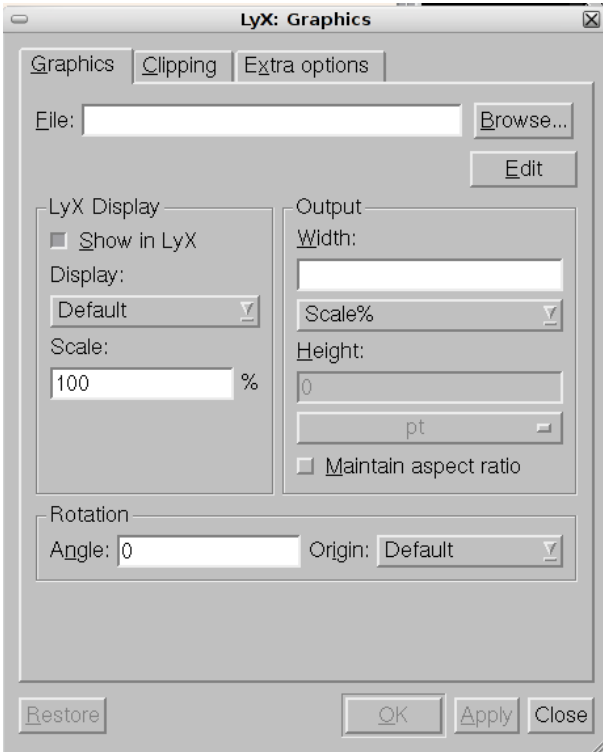 LyX: Graphics
Graphics Clipping Extra options
File: Browse...
Edit
LyX Display
Show in LyX
Display:
Default
Scale:
100 %
Output
Width:
Scale%
Height:
0
pt
Maintain aspect ratio
Rotation
Angle: 0 Origin: Default
Restore OK Apply Close